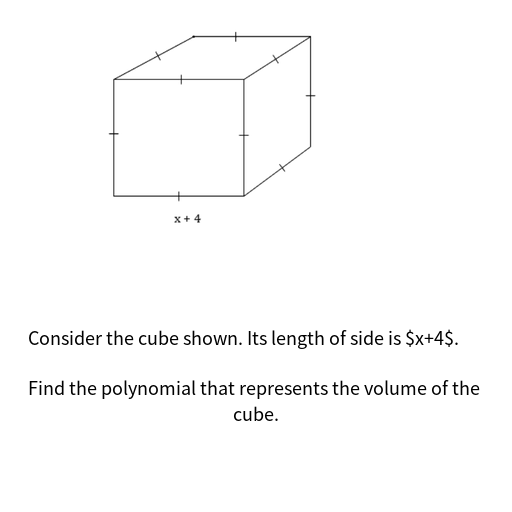 x + 4
Consider the cube shown. Its length of side is $x+4$.
Find the polynomial that represents the volume of the
cube.